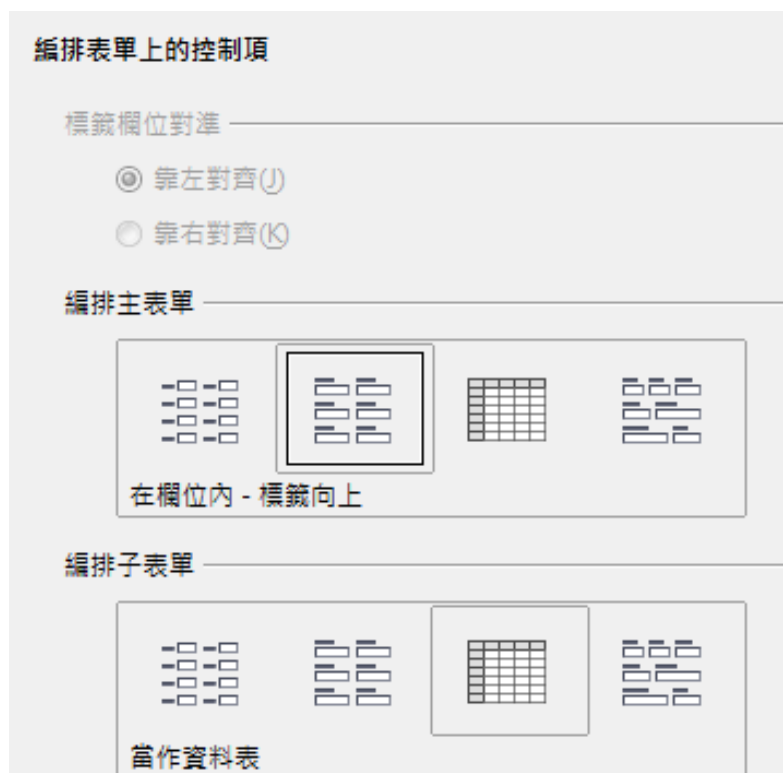 編排表單上的控制項
標籤欄位對準
靠左對齊(J)
靠右對齊(K)
編排主表單
在欄位內 - 標籤向上
編排子表單
當作資料表